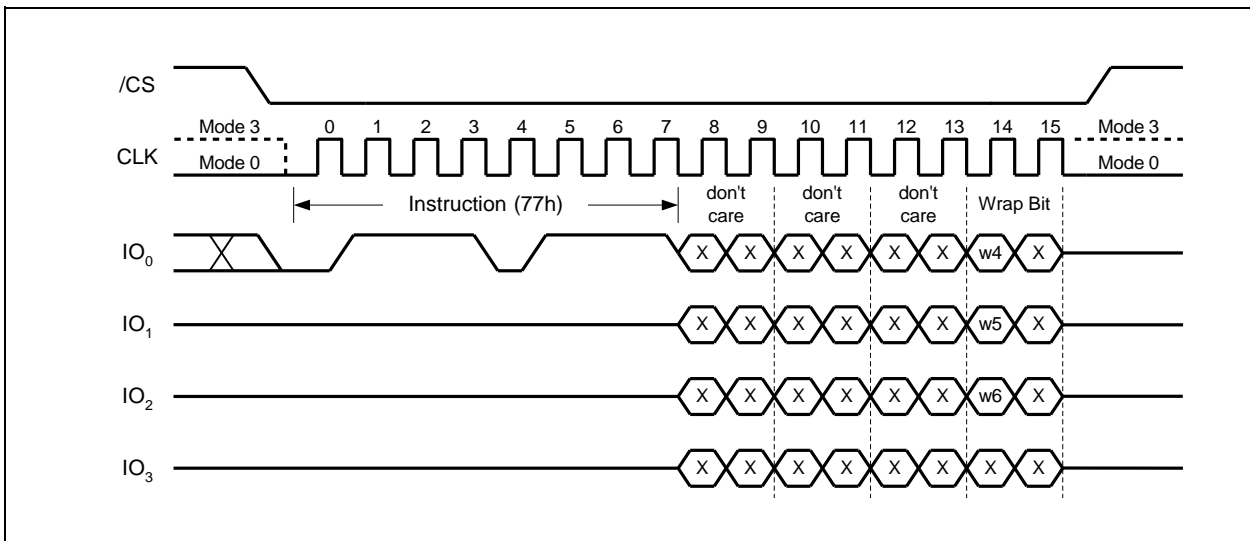 /CS
Mode 3 0 1 2 3 4 5 6 7 8 9 10 11 12 13 14 15 Mode 3
CLK
Mode 0 Mode 0
Instruction (77h) don't care don't care don't care Wrap Bit
IO0 X X X X X X w4 X
IO1 X X X X X X w5 X
IO2 X X X X X X w6 X
IO3 X X X X X X X X